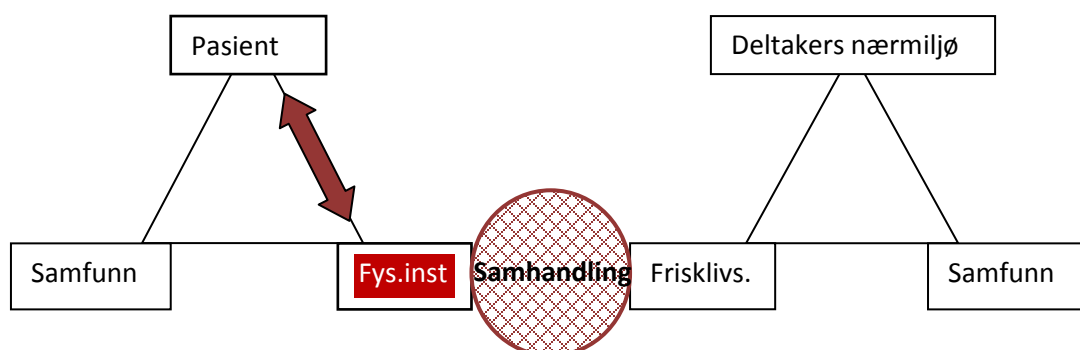 Pasient
Deltakers nærmiljø
Samfunn
Fys.inst
Samhandling
Frisklivs.
Samfunn